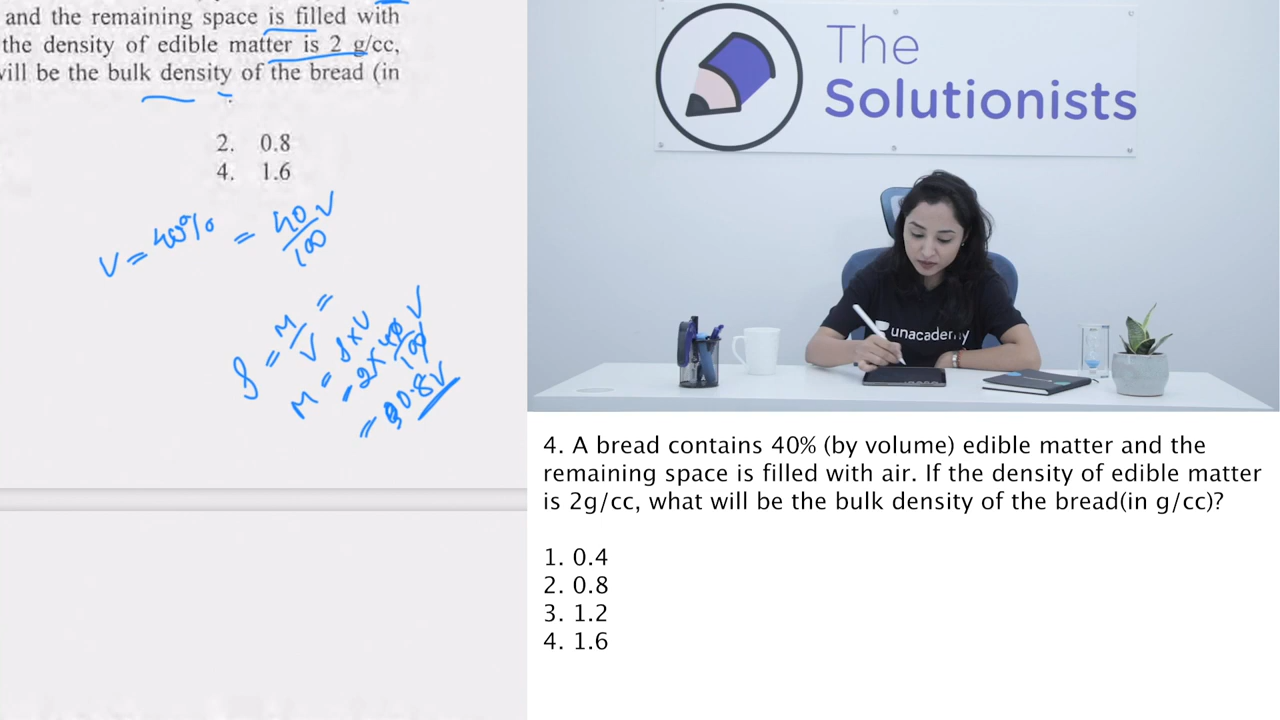 and the remaining space is filled with
the density of edible matter is 2 g/cc,
will be the bulk density of the bread (in
2. 0.8
4. 1.6
V = 40% = 40/100 V
ρ = M/V =
M = ρ × V
= 2 × 40/100 V
= 0.8V
The
Solutionists
unacademy
4. A bread contains 40% (by volume) edible matter and the
remaining space is filled with air. If the density of edible matter
is 2g/cc, what will be the bulk density of the bread(in g/cc)?
1. 0.4
2. 0.8
3. 1.2
4. 1.6